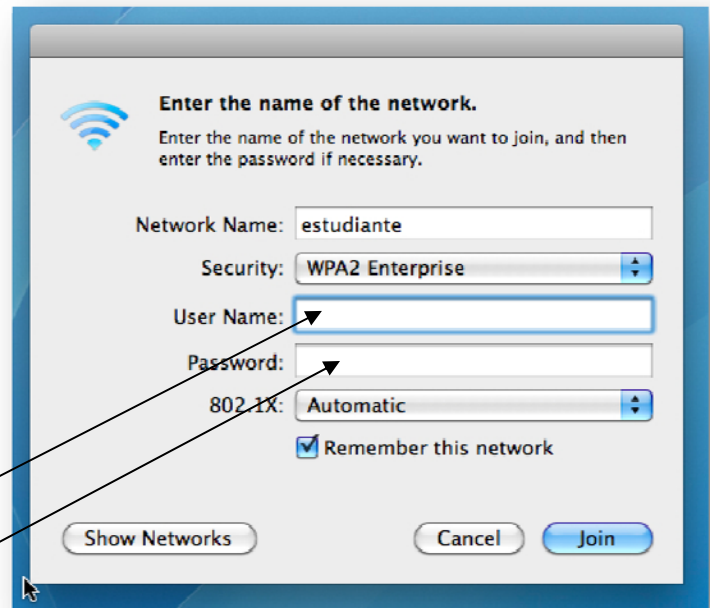 Enter the name of the network.
Enter the name of the network you want to join, and then
enter the password if necessary.
Network Name: estudiante
Security: WPA2 Enterprise
User Name:
Password:
802.1X: Automatic
Remember this network
Show Networks Cancel Join